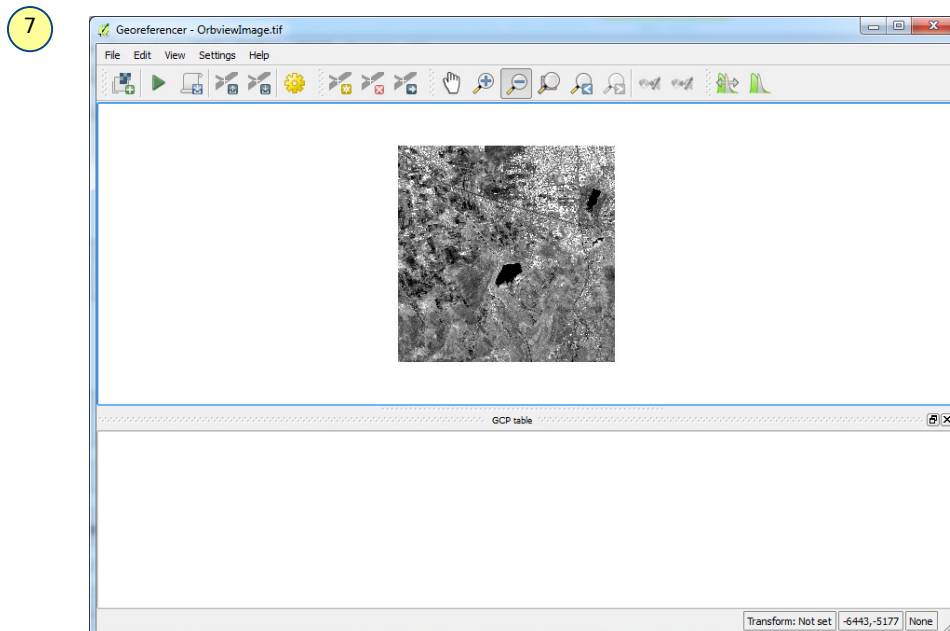 7
Georeferencer - OrbviewImage.tif
File Edit View Settings Help
GCP table
Transform: Not set -6443,-5177 None